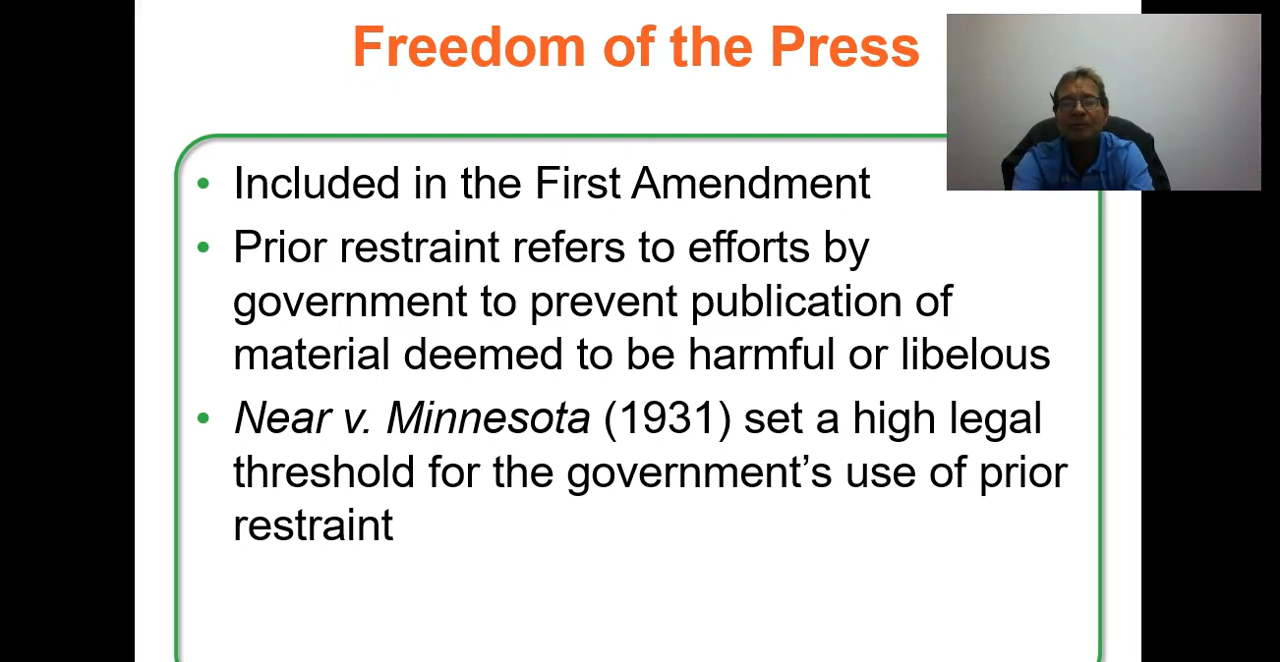 Freedom of the Press
• Included in the First Amendment
• Prior restraint refers to efforts by
government to prevent publication of
material deemed to be harmful or libelous
• Near v. Minnesota (1931) set a high legal
threshold for the government’s use of prior
restraint